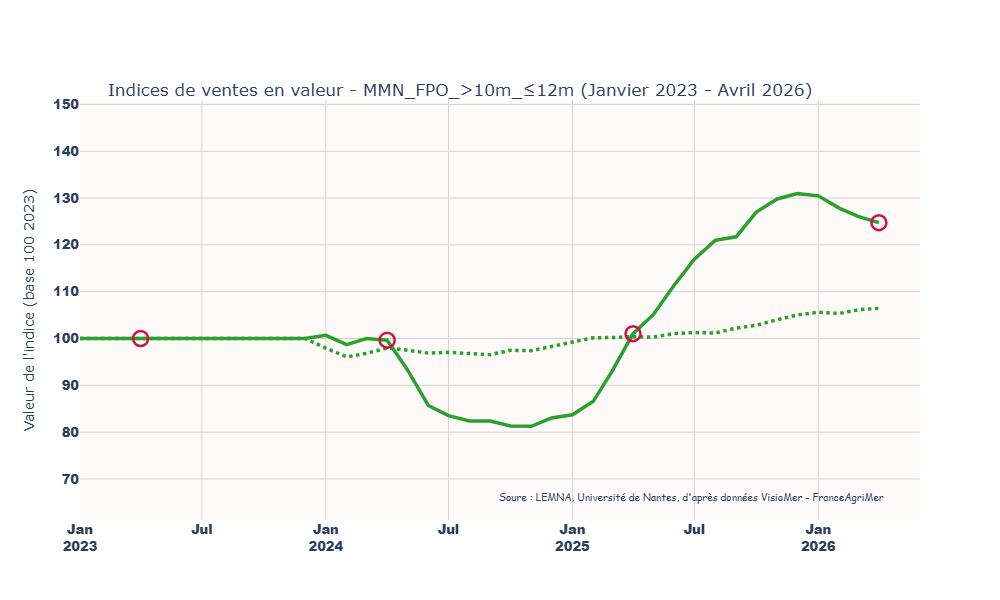 Indices de ventes en valeur - MMN_FPO_>10m_≤12m (Janvier 2023 - Avril 2026)
Valeur de l'indice (base 100 2023)
150
140
130
120
110
100
90
80
70
Soure : LEMNA, Université de Nantes, d'après données VisioMer - FranceAgriMer
Jan Jul Jan Jul Jan Jul Jan
2023 2024 2025 2026